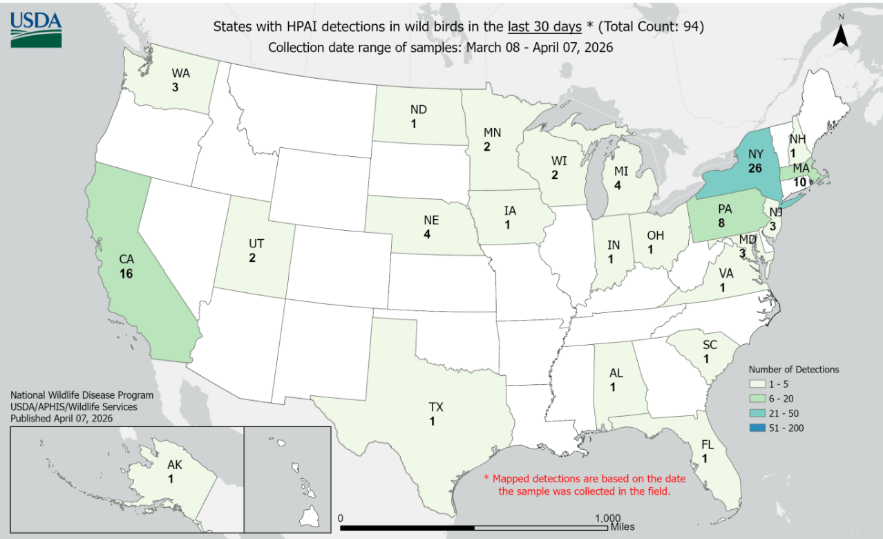 USDA
States with HPAI detections in wild birds in the last 30 days * (Total Count: 94)
Collection date range of samples: March 08 - April 07, 2026
N
WA
3
ND
1
MN
2
WI
2
MI
4
NY
26
NH
1
MA
10
CA
16
UT
2
NE
4
IA
1
IN
1
OH
1
PA
8
NJ
3
MD
3
VA
1
SC
1
AL
1
TX
1
FL
1
AK
1
Number of Detections
1 - 5
6 - 20
21 - 50
51 - 200
National Wildlife Disease Program
USDA/APHIS/Wildlife Services
Published April 07, 2026
* Mapped detections are based on the date
the sample was collected in the field.
0
1,000
Miles